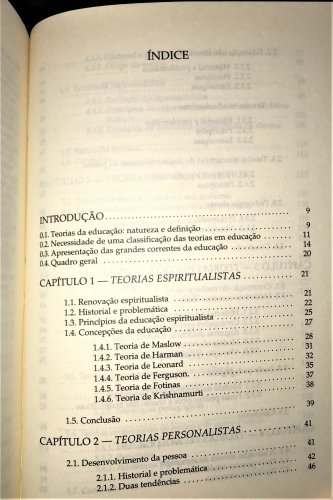 ÍNDICE
INTRODUÇÃO 9
0.1. Teorias da educação: natureza e definição 9
0.2. Necessidade de uma classificação das teorias em educação 11
0.3. Apresentação das grandes correntes da educação 14
0.4. Quadro geral 20
CAPÍTULO 1 — TEORIAS ESPIRITUALISTAS 21
1.1. Renovação espiritualista 21
1.2. Historial e problemática 22
1.3. Princípios da educação espiritualista 25
1.4. Concepções da educação 27
1.4.1. Teoria de Maslow 28
1.4.2. Teoria de Harman 31
1.4.3. Teoria de Leonard 35
1.4.4. Teoria de Ferguson. 37
1.4.5. Teoria de Fotinas 38
1.4.6. Teoria de Krishnamurti
1.5. Conclusão 39
CAPÍTULO 2 — TEORIAS PERSONALISTAS 41
2.1. Desenvolvimento da pessoa 41
2.1.1. Historial e problemática 42
2.1.2. Duas tendências 46